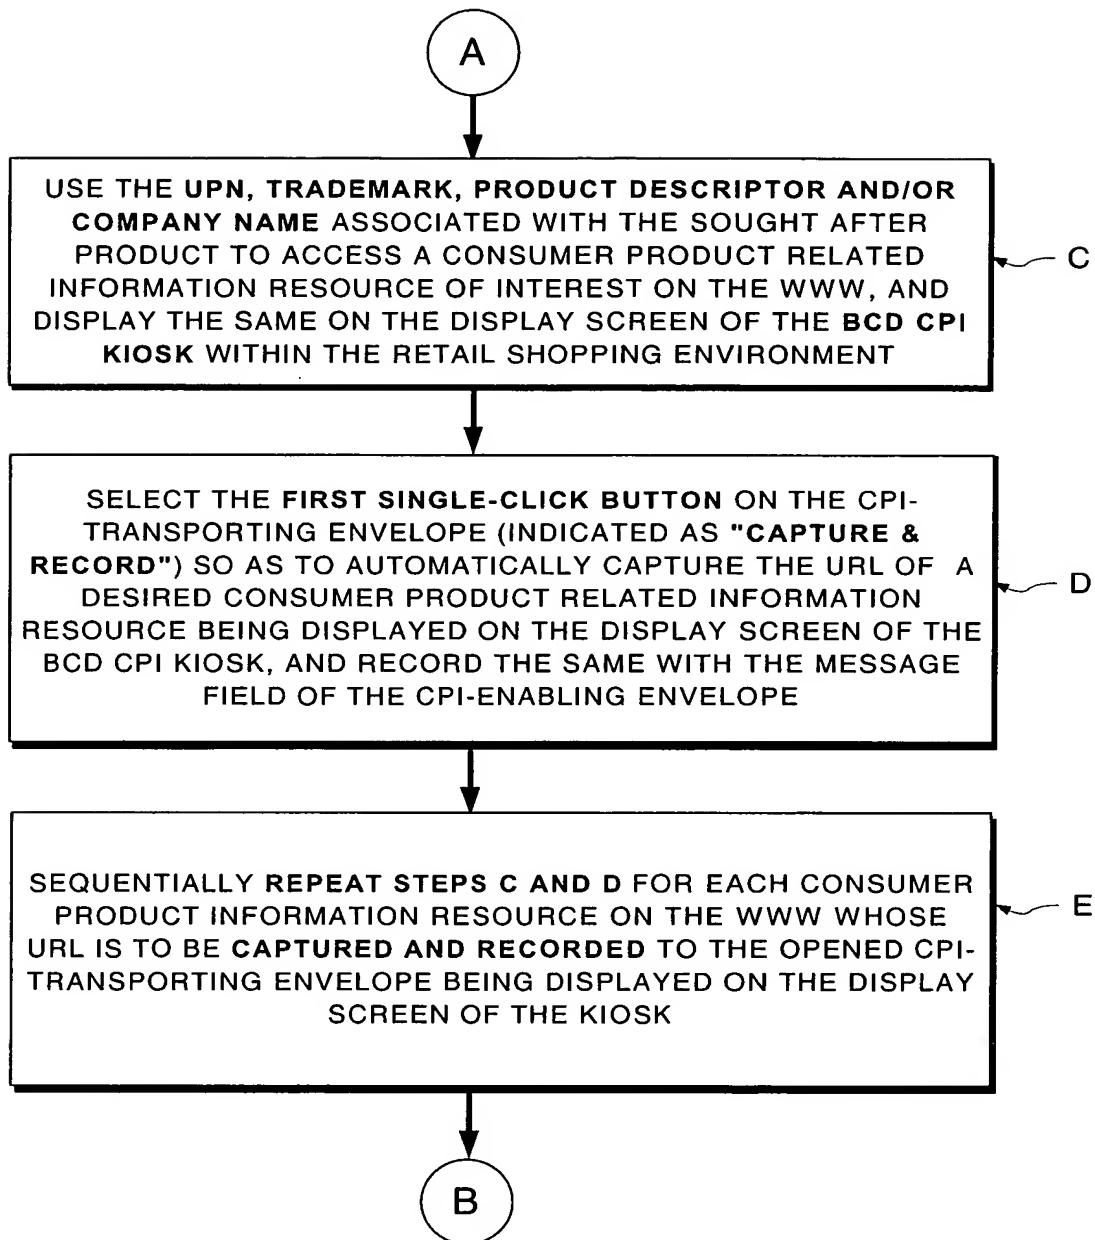 A
USE THE UPN, TRADEMARK, PRODUCT DESCRIPTOR AND/OR
COMPANY NAME ASSOCIATED WITH THE SOUGHT AFTER
PRODUCT TO ACCESS A CONSUMER PRODUCT RELATED
INFORMATION RESOURCE OF INTEREST ON THE WWW, AND
DISPLAY THE SAME ON THE DISPLAY SCREEN OF THE BCD CPI
KIOSK WITHIN THE RETAIL SHOPPING ENVIRONMENT
C
SELECT THE FIRST SINGLE-CLICK BUTTON ON THE CPI-
TRANSPORTING ENVELOPE (INDICATED AS "CAPTURE &
RECORD") SO AS TO AUTOMATICALLY CAPTURE THE URL OF A
DESIRED CONSUMER PRODUCT RELATED INFORMATION
RESOURCE BEING DISPLAYED ON THE DISPLAY SCREEN OF THE
BCD CPI KIOSK, AND RECORD THE SAME WITH THE MESSAGE
FIELD OF THE CPI-ENABLING ENVELOPE
D
SEQUENTIALLY REPEAT STEPS C AND D FOR EACH CONSUMER
PRODUCT INFORMATION RESOURCE ON THE WWW WHOSE
URL IS TO BE CAPTURED AND RECORDED TO THE OPENED CPI-
TRANSPORTING ENVELOPE BEING DISPLAYED ON THE DISPLAY
SCREEN OF THE KIOSK
E
B